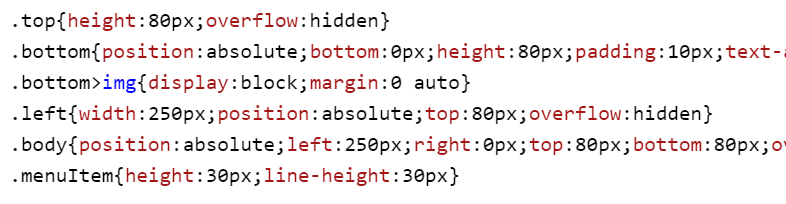 .top{height:80px;overflow:hidden}
.bottom{position:absolute;bottom:0px;height:80px;padding:10px;text-
.bottom>img{display:block;margin:0 auto}
.left{width:250px;position:absolute;top:80px;overflow:hidden}
.body{position:absolute;left:250px;right:0px;top:80px;bottom:80px;
.menuItem{height:30px;line-height:30px}